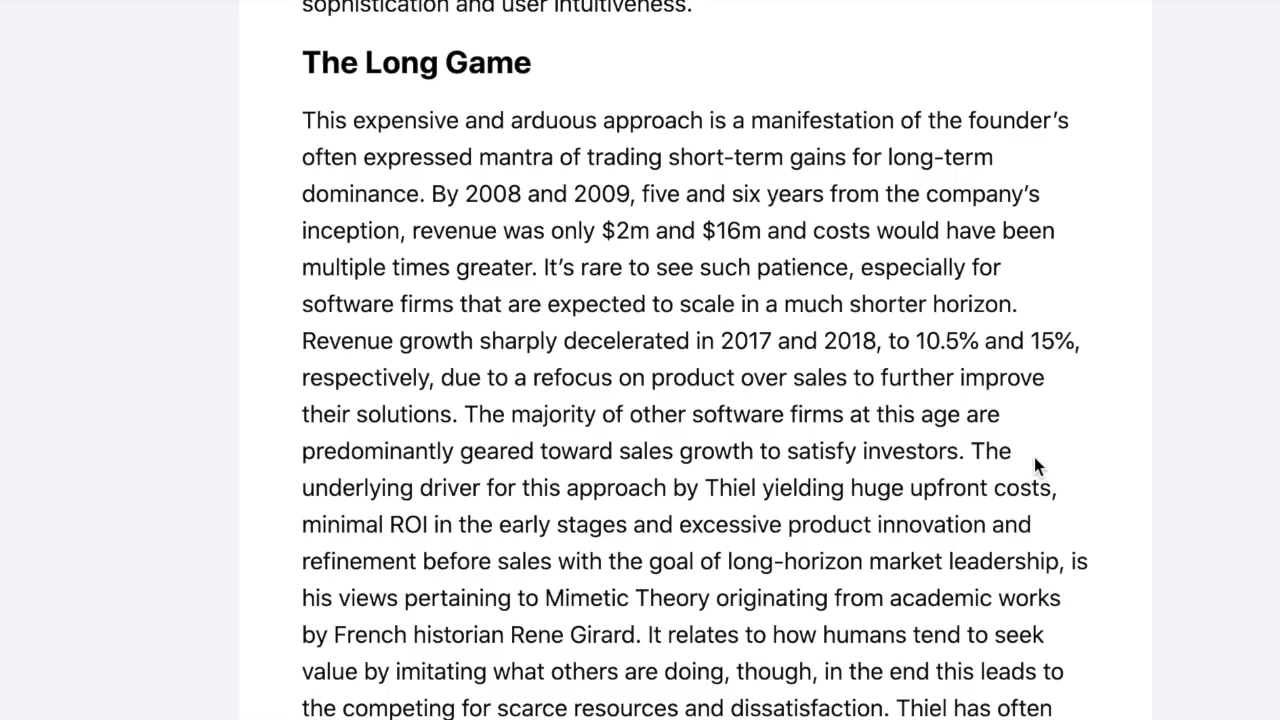 sophistication and user intuitiveness.
The Long Game
This expensive and arduous approach is a manifestation of the founder’s
often expressed mantra of trading short-term gains for long-term
dominance. By 2008 and 2009, five and six years from the company’s
inception, revenue was only $2m and $16m and costs would have been
multiple times greater. It’s rare to see such patience, especially for
software firms that are expected to scale in a much shorter horizon.
Revenue growth sharply decelerated in 2017 and 2018, to 10.5% and 15%,
respectively, due to a refocus on product over sales to further improve
their solutions. The majority of other software firms at this age are
predominantly geared toward sales growth to satisfy investors. The
underlying driver for this approach by Thiel yielding huge upfront costs,
minimal ROI in the early stages and excessive product innovation and
refinement before sales with the goal of long-horizon market leadership, is
his views pertaining to Mimetic Theory originating from academic works
by French historian Rene Girard. It relates to how humans tend to seek
value by imitating what others are doing, though, in the end this leads to
the competing for scarce resources and dissatisfaction. Thiel has often